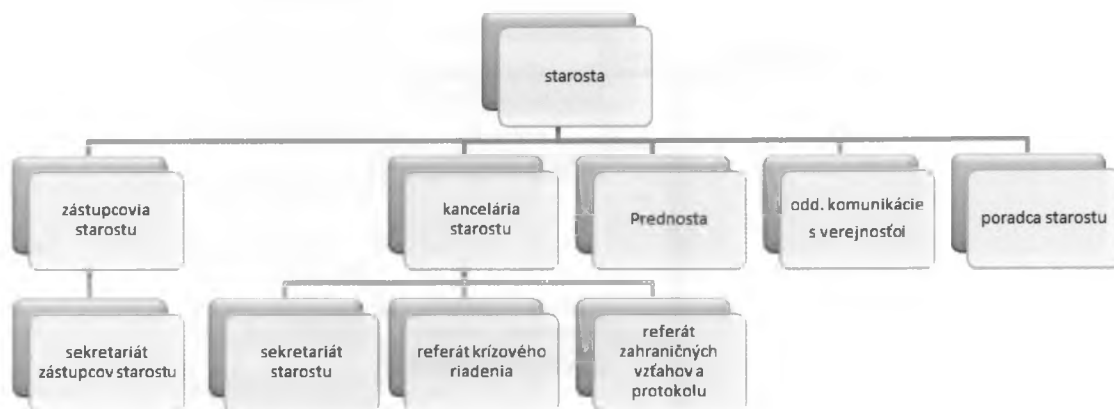 starosta
zástupcovia
starostu
kancelária
starostu
Prednosta
odd. komunikácie
s verejnosťoi
poradca starostu
sekretariát
zástupcov starostu
sekretariát
starostu
referát krízového
riadenia
referát
zahraničných
vzťahov a
protokolu